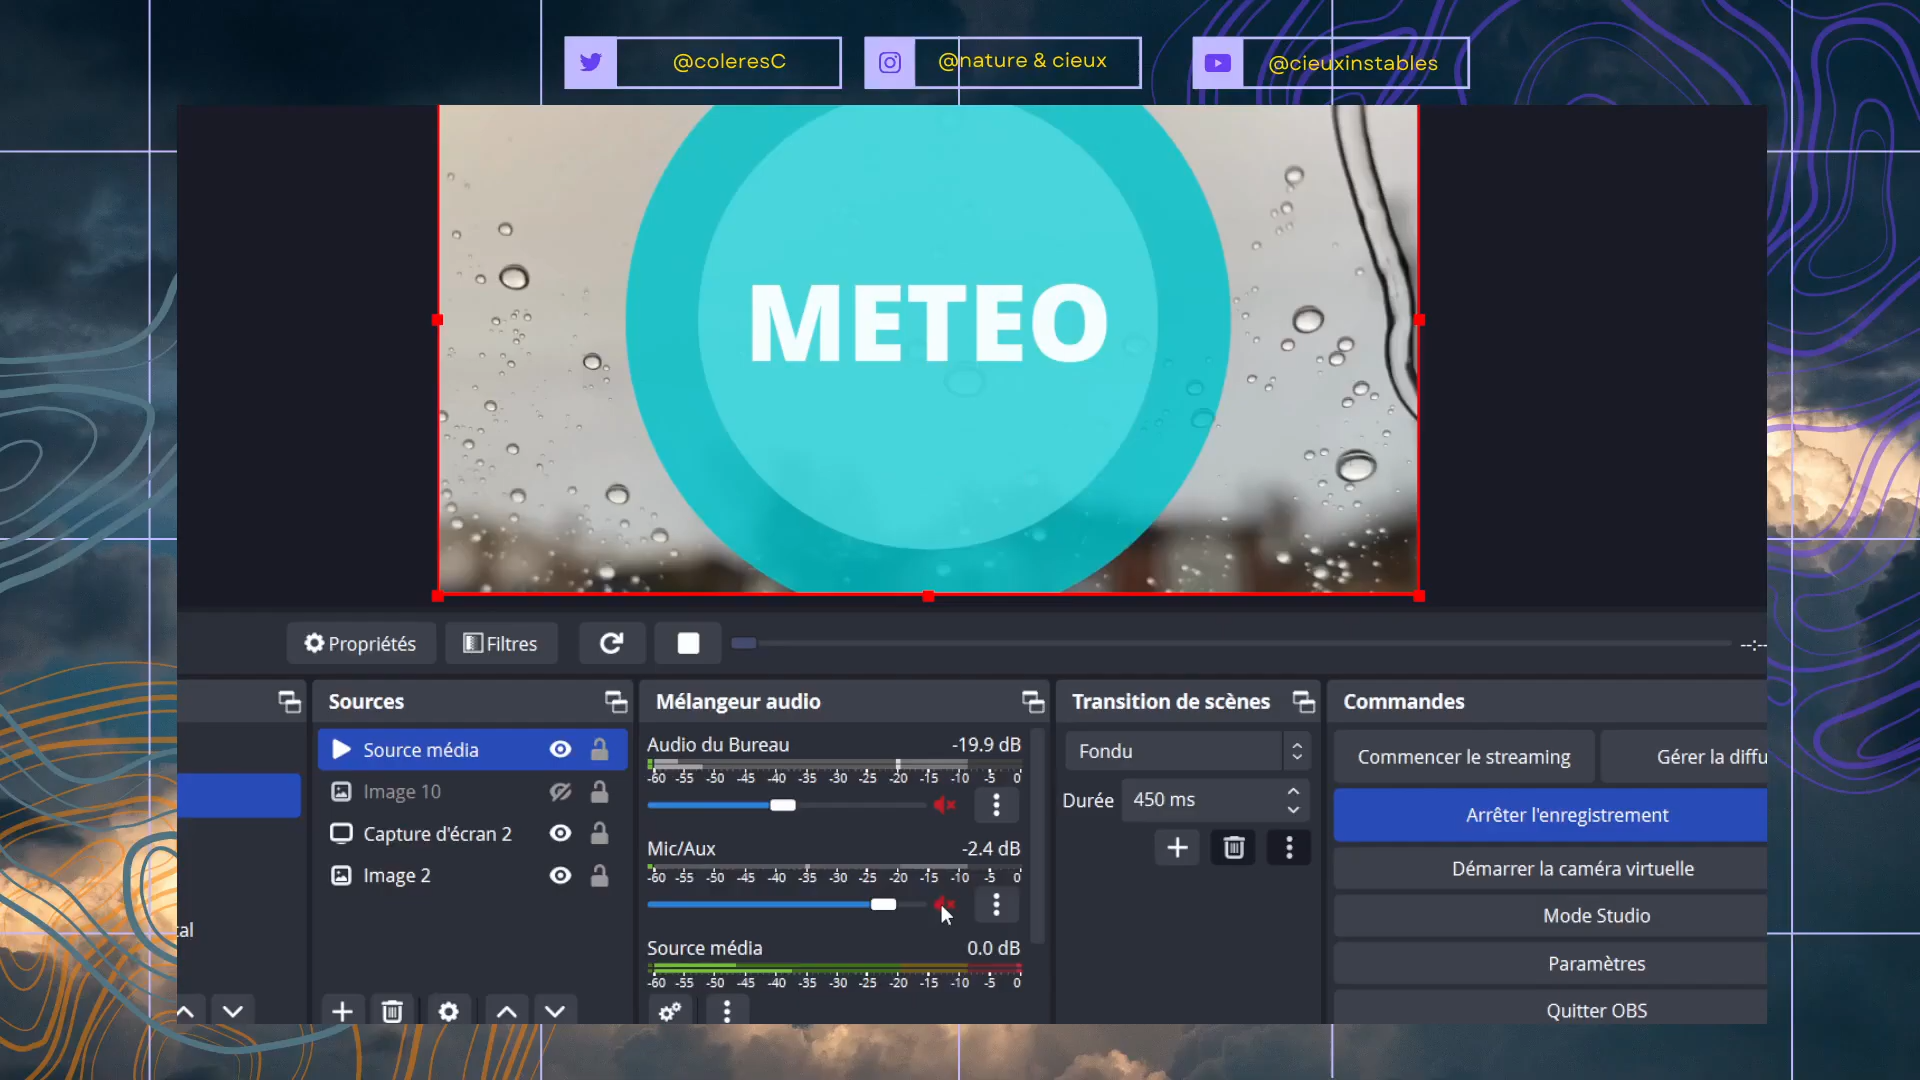 @coleresC
@nature & cieux
@cieuxinstables
METEO
Propriétés
Filtres
--:--
Sources
Mélangeur audio
Transition de scènes
Commandes
Source média
Image 10
Capture d'écran 2
Image 2
tal
Audio du Bureau -19.9 dB
-60 -55 -50 -45 -40 -35 -30 -25 -20 -15 -10 -5 0
Mic/Aux -2.4 dB
-60 -55 -50 -45 -40 -35 -30 -25 -20 -15 -10 -5 0
Source média 0.0 dB
-60 -55 -50 -45 -40 -35 -30 -25 -20 -15 -10 -5 0
Fondu
Durée 450 ms
Commencer le streaming
Gérer la diffu
Arrêter l'enregistrement
Démarrer la caméra virtuelle
Mode Studio
Paramètres
Quitter OBS